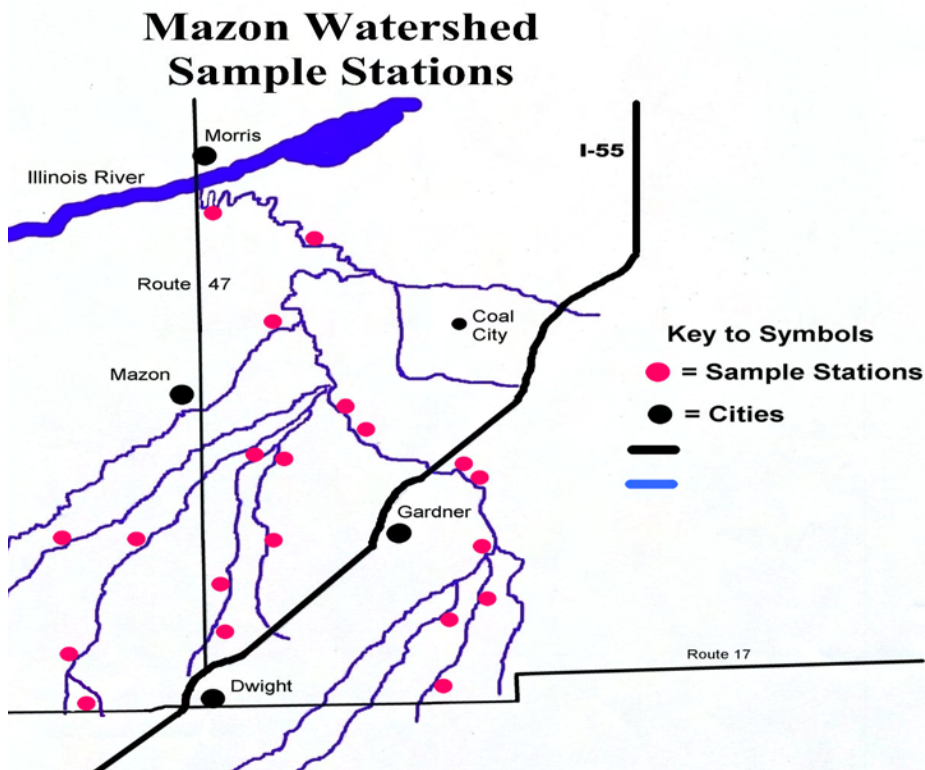 Mazon Watershed
Sample Stations
Morris
I-55
Illinois River
Route 47
Coal
City
Key to Symbols
= Sample Stations
Mazon
= Cities
Gardner
Route 17
Dwight